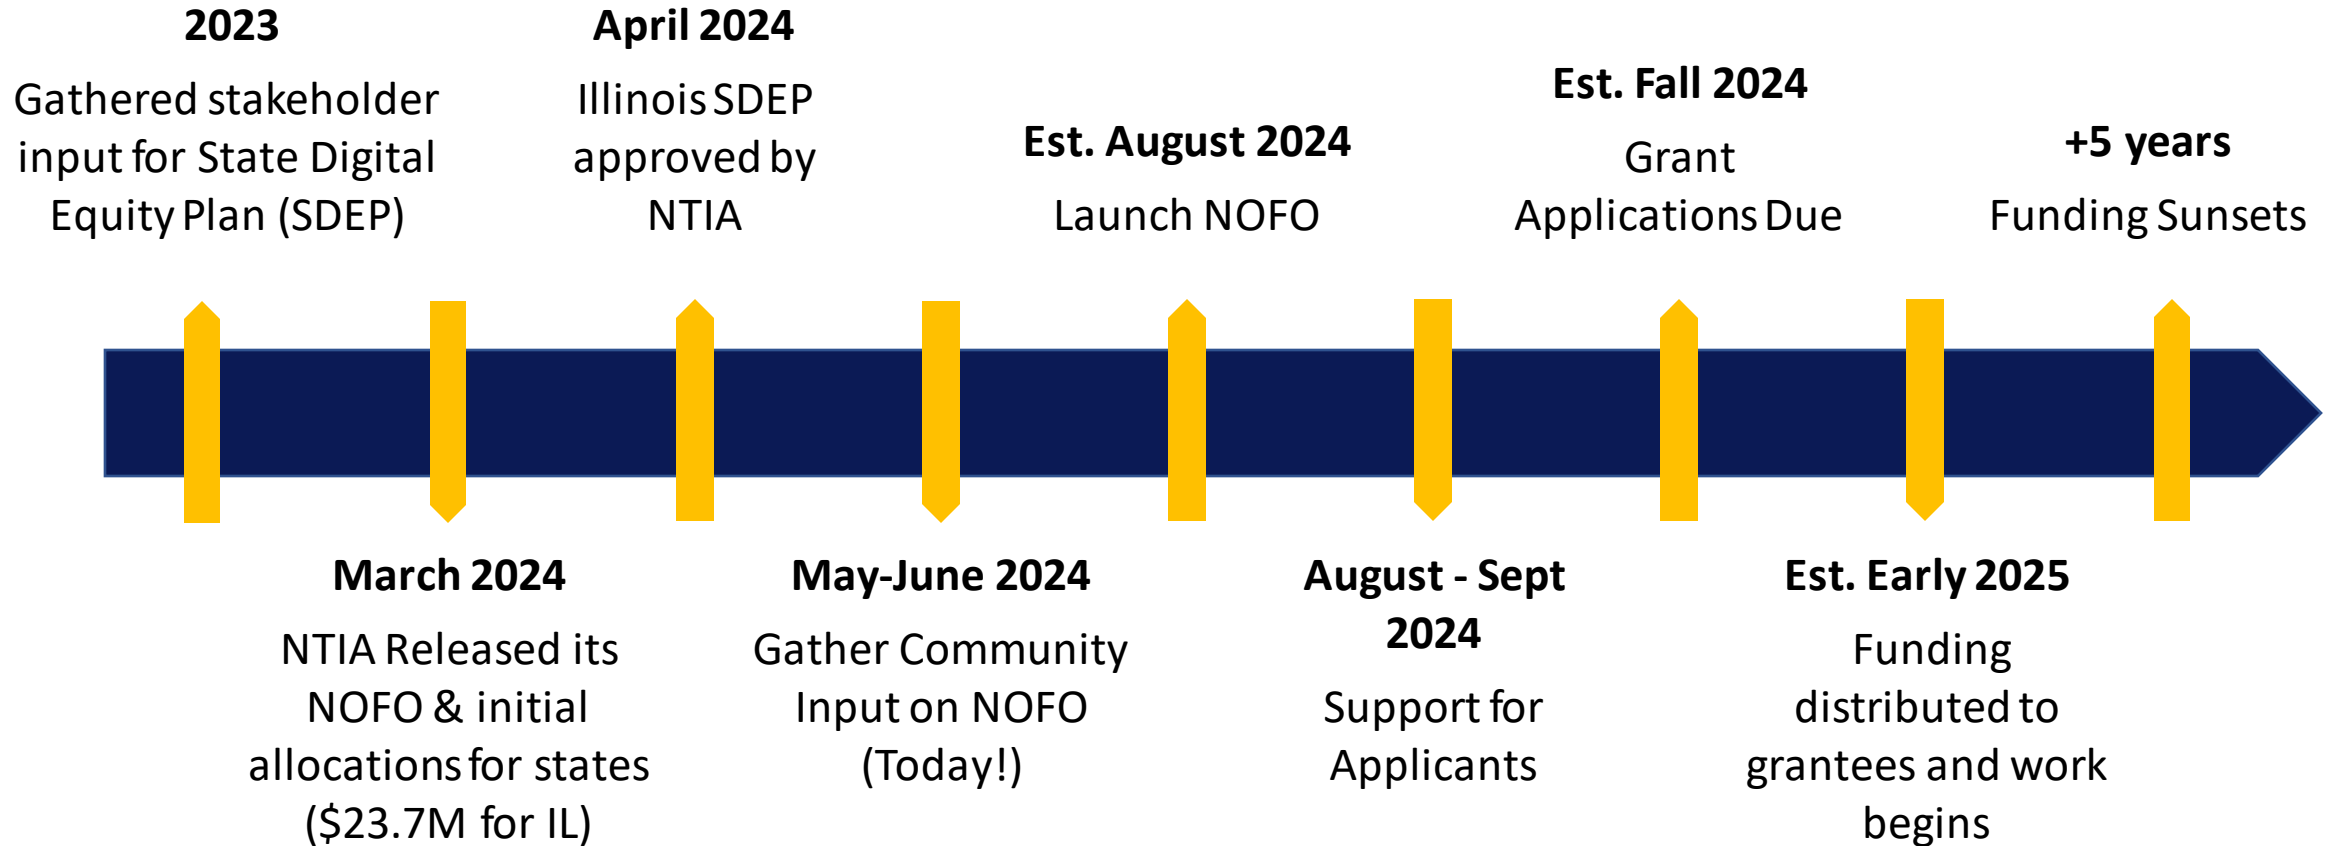 2023
Gathered stakeholder
input for State Digital
Equity Plan (SDEP)
March 2024
NTIA Released its
NOFO & initial
allocations for states
($23.7M for IL)
April 2024
Illinois SDEP
approved by
NTIA
May-June 2024
Gather Community
Input on NOFO
(Today!)
Est. August 2024
Launch NOFO
August - Sept
2024
Support for
Applicants
Est. Fall 2024
Grant
Applications Due
Est. Early 2025
Funding
distributed to
grantees and work
begins
+5 years
Funding Sunsets